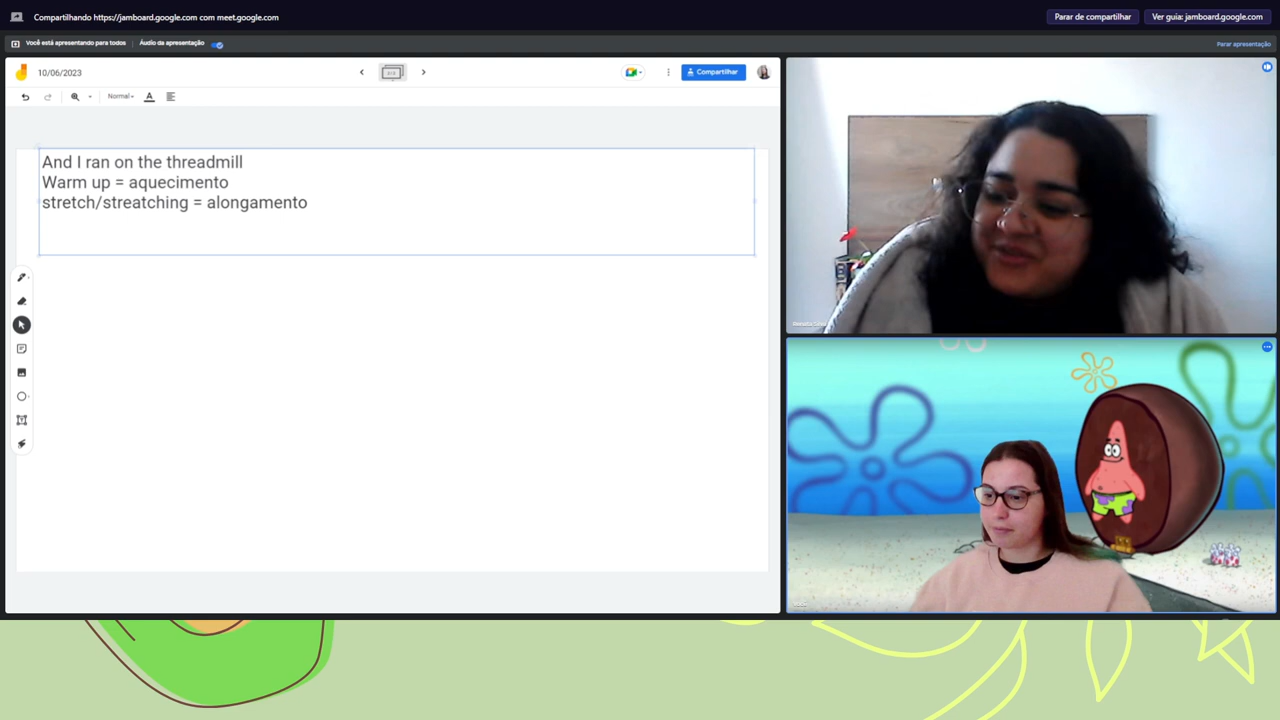 Compartilhando https://jamboard.google.com com meet.google.com
Parar de compartilhar
Ver guia: jamboard.google.com
Você está apresentando para todos
Áudio da apresentação
Parar apresentação
10/06/2023
Compartilhar
Normal
And I ran on the threadmill
Warm up = aquecimento
stretch/streatching = alongamento